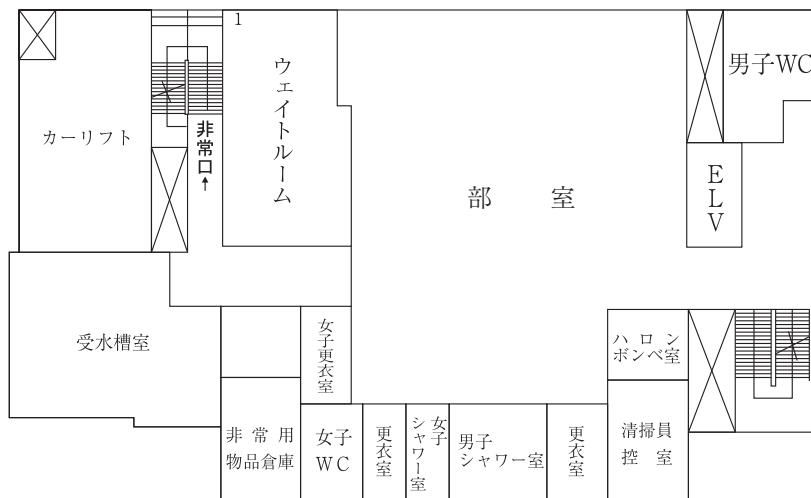 1
男子WC
ウェイトルーム
カーリフト
非常口↑
部室
ELV
受水槽室
女子更衣室
ハロン
ボンベ室
非常用
物品倉庫
女子
WC
更衣室
女子
シャワー室
男子
シャワー室
更衣室
清掃員
控室